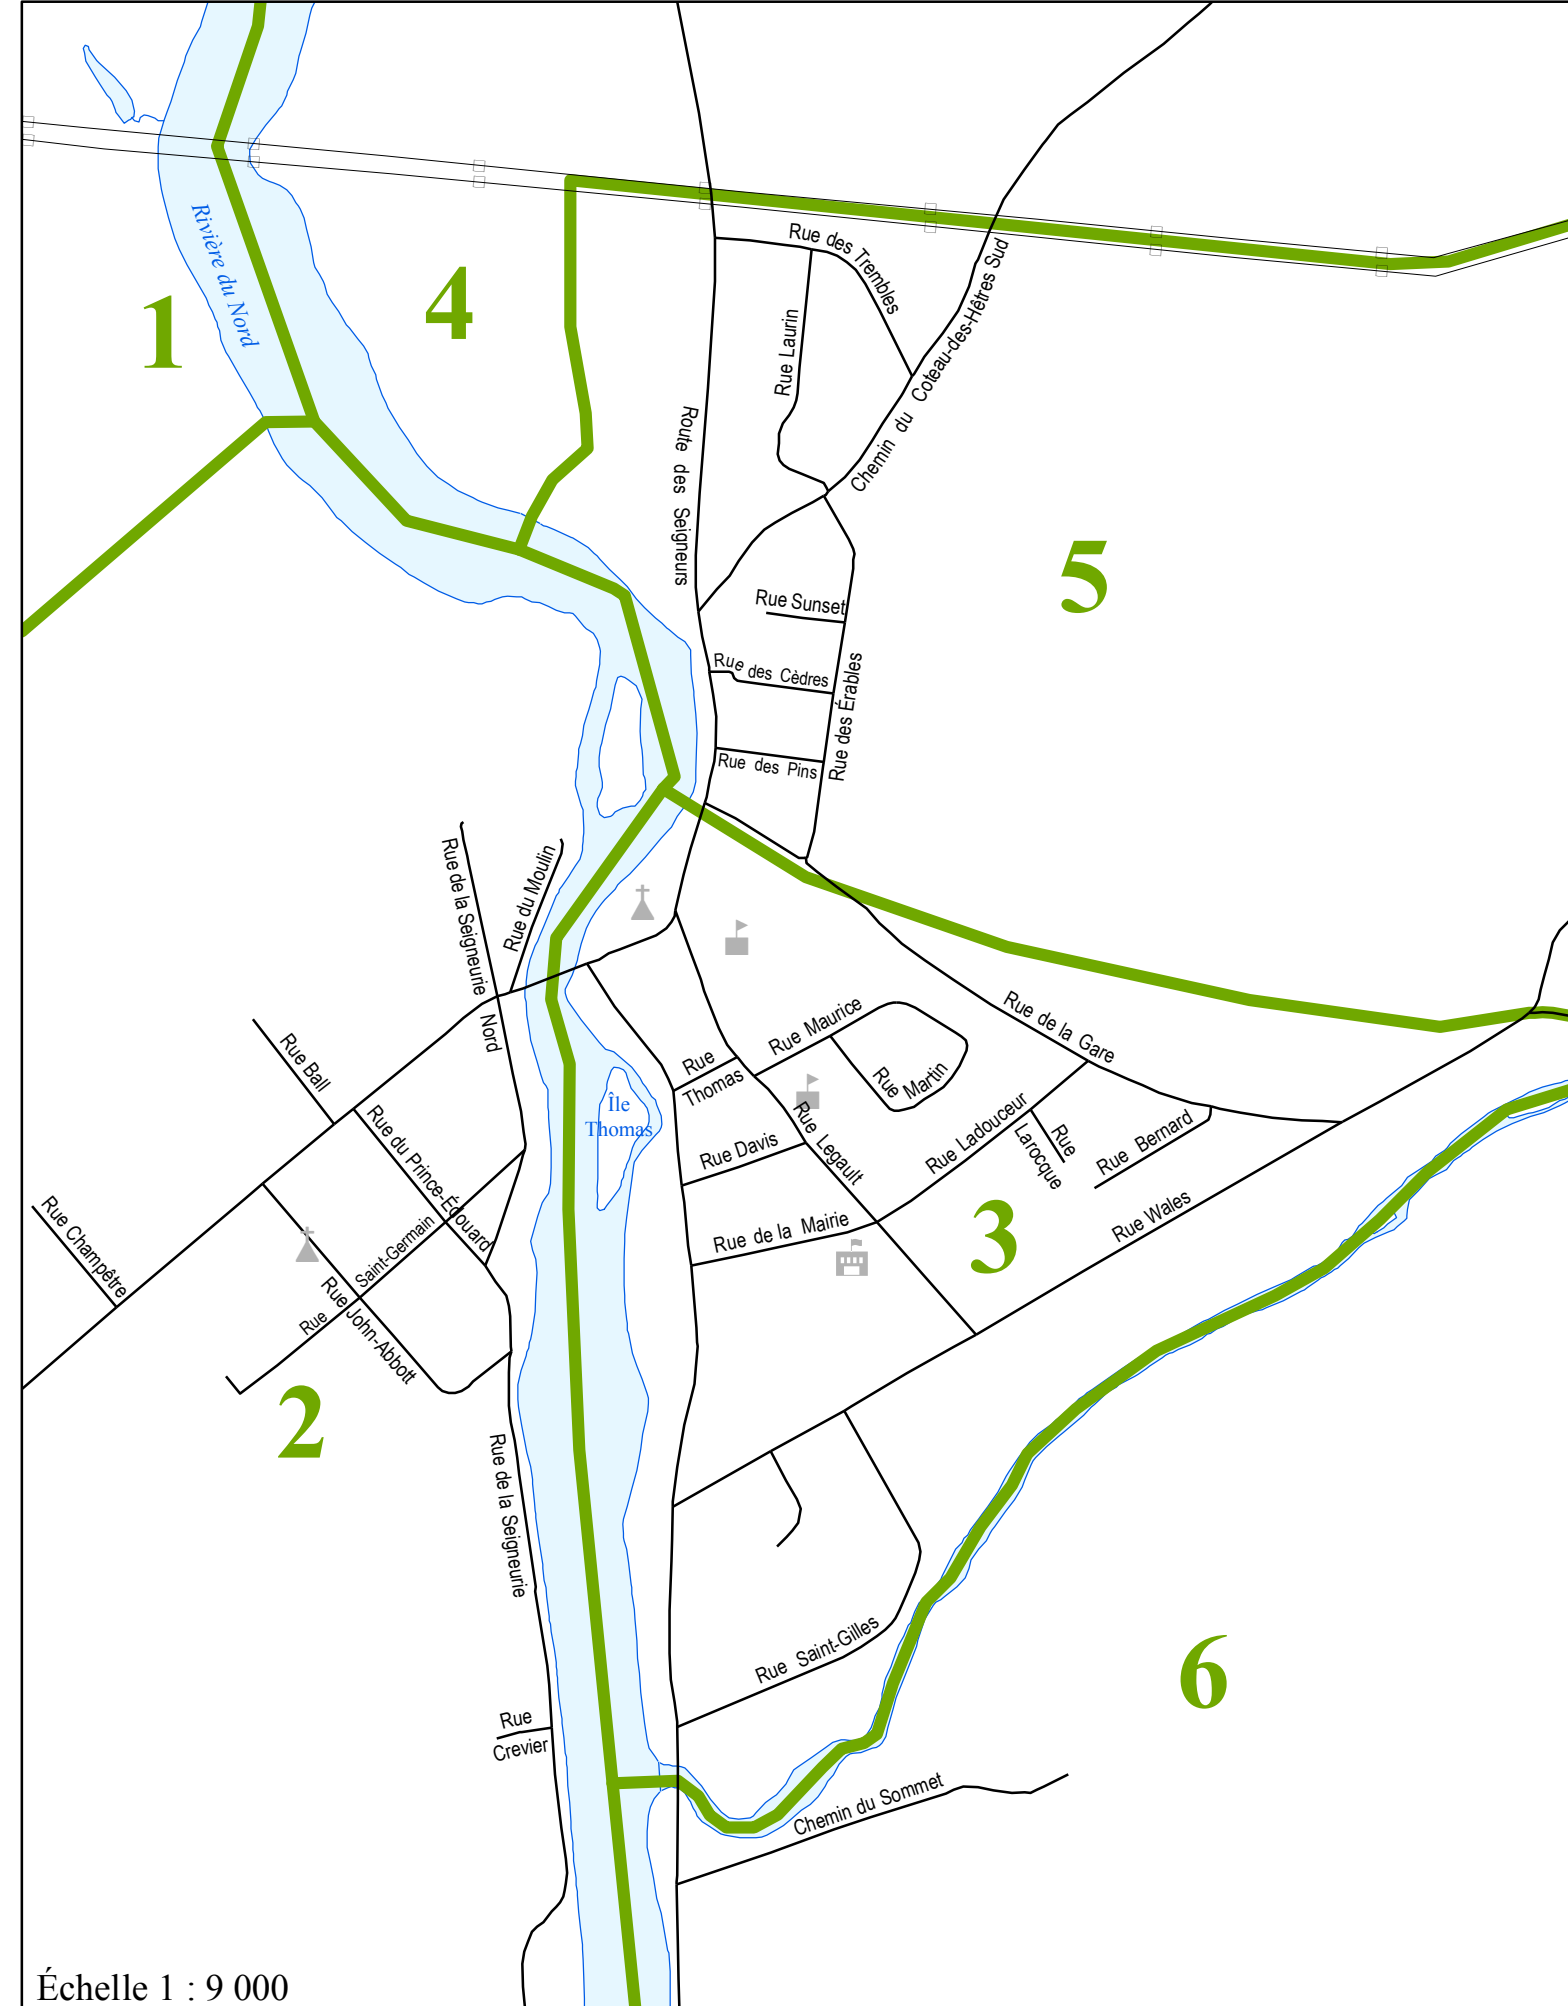 Rivière du Nord
1
4
Rue des Trembles
Rue Laurin
Chemin du Coteau-des-Hêtres Sud
Route des Seigneurs
5
Rue Sunset
Rue des Cèdres
Rue des Érables
Rue des Pins
Rue de la Seigneurie Nord
Rue du Moulin
Rue Ball
Rue du Prince-Édouard
Île
Thomas
Rue
Thomas
Rue Maurice
Rue Martin
Rue de la Gare
Rue Davis
Rue Legault
Rue Ladouceur
Rue
Larocque
Rue Bernard
Rue de la Mairie
3
Rue Wales
Rue Champêtre
Rue Saint-Germain
Rue John-Abbott
2
Rue de la Seigneurie
Rue Saint-Gilles
6
Rue
Crevier
Chemin du Sommet
Échelle 1 : 9 000